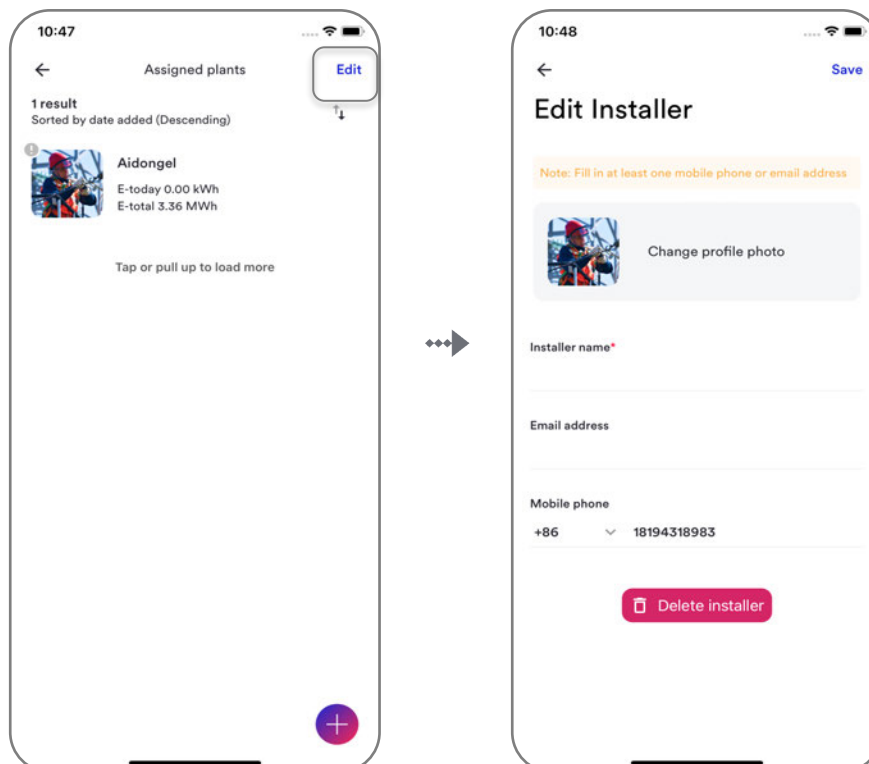 10:47
Assigned plants
Edit
1 result
Sorted by date added (Descending)
Aidongel
E-today 0.00 kWh
E-total 3.36 MWh
Tap or pull up to load more
10:48
Save
Edit Installer
Note: Fill in at least one mobile phone or email address
Change profile photo
Installer name*
Email address
Mobile phone
+86 18194318983
Delete installer